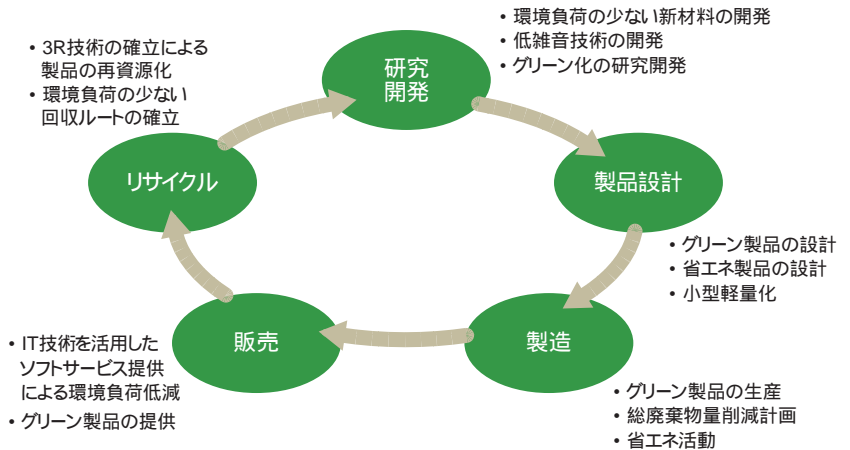 研究
開発
• 環境負荷の少ない新材料の開発
• 低雑音技術の開発
• グリーン化の研究開発
製品設計
• グリーン製品の設計
• 省エネ製品の設計
• 小型軽量化
製造
• グリーン製品の生産
• 総廃棄物量削減計画
• 省エネ活動
販売
• IT技術を活用した
ソフトサービス提供
による環境負荷低減
• グリーン製品の提供
リサイクル
• 3R技術の確立による
製品の再資源化
• 環境負荷の少ない
回収ルートの確立